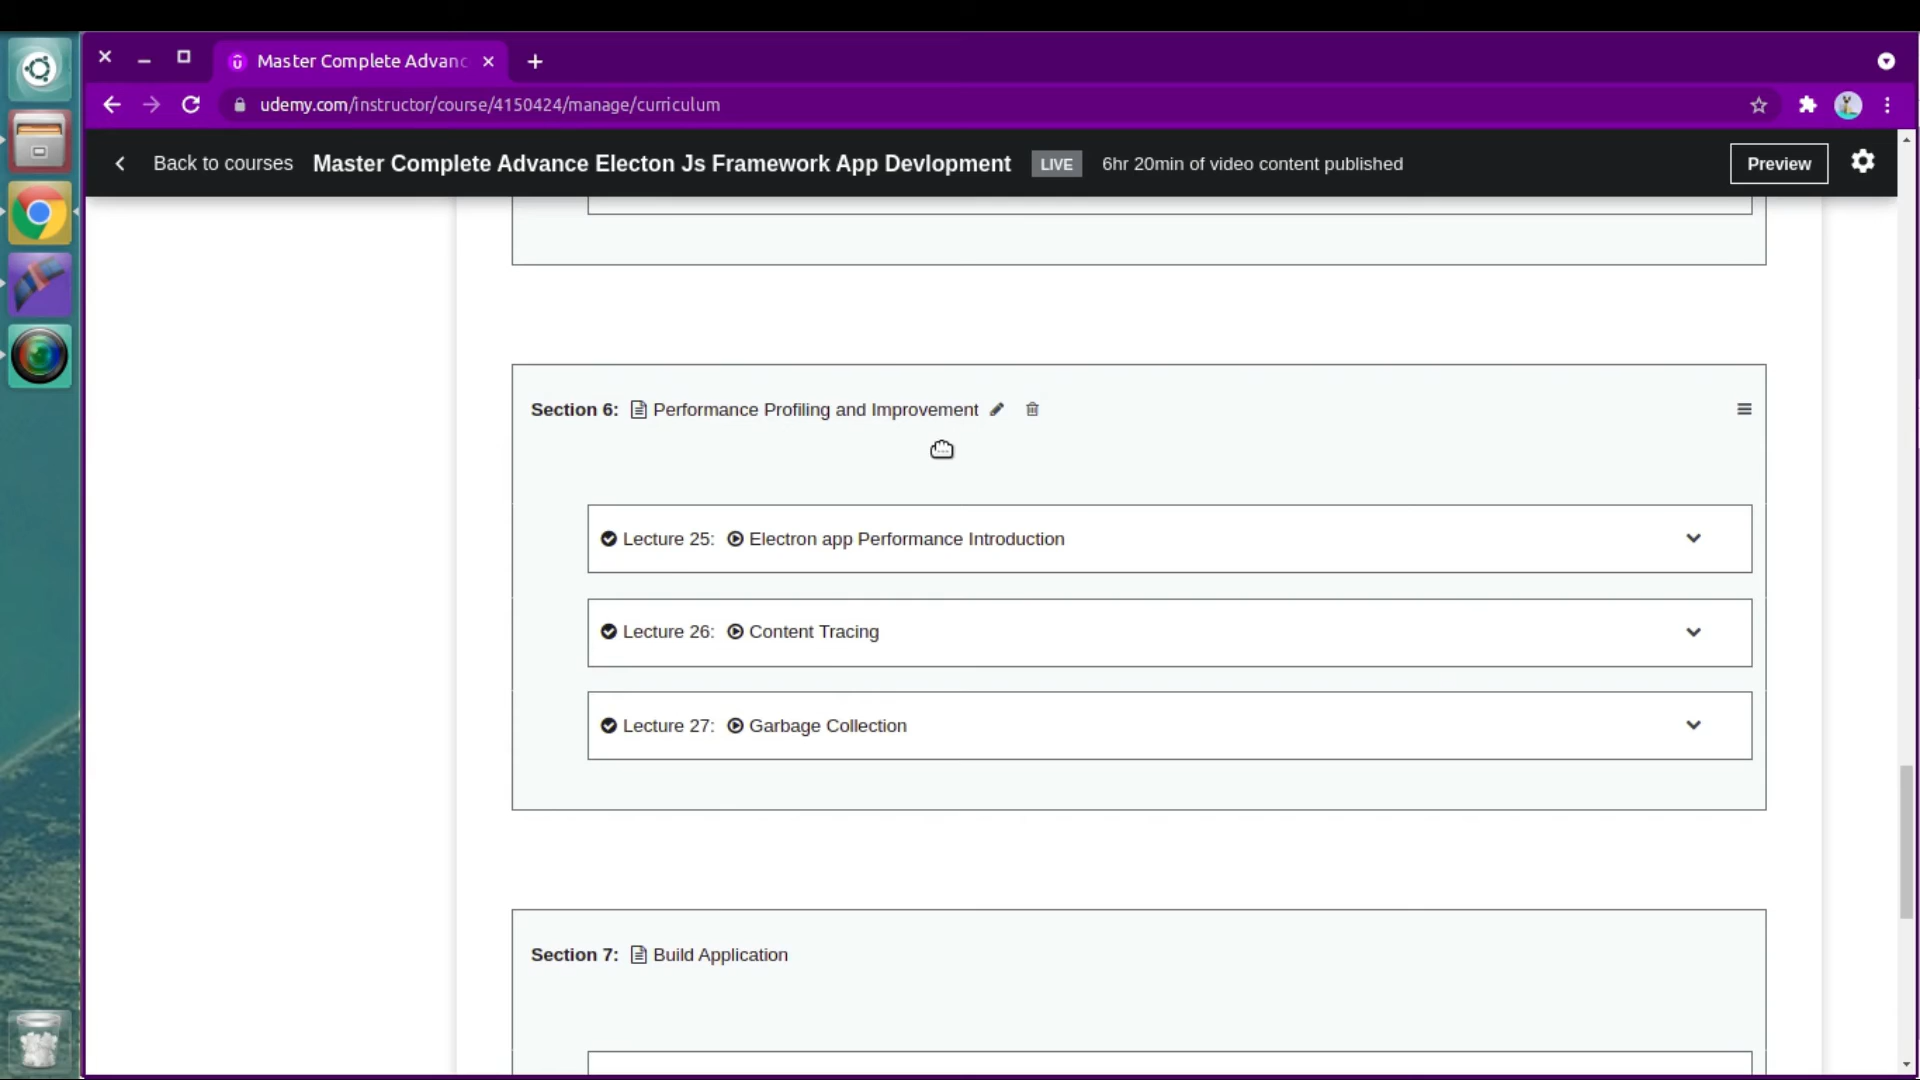 Master Complete Advanc
udemy.com/instructor/course/4150424/manage/curriculum
Back to courses Master Complete Advance Electon Js Framework App Devlopment LIVE 6hr 20min of video content published Preview
Section 6: Performance Profiling and Improvement
Lecture 25: Electron app Performance Introduction
Lecture 26: Content Tracing
Lecture 27: Garbage Collection
Section 7: Build Application